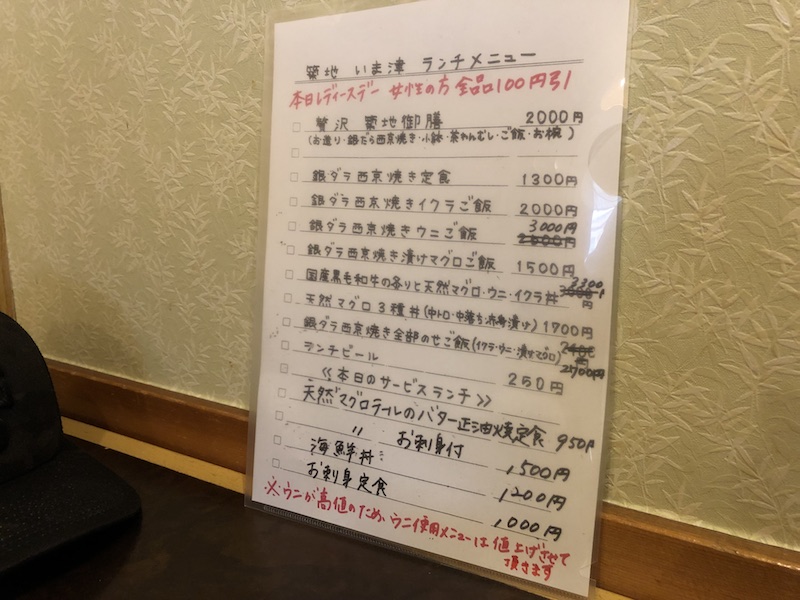 築地 いま津 ランチメニュー
本日レディースデー 女性の方 全品100円引
贅沢 築地御膳 2000円
(お造り・銀だら西京焼き・小鉢・茶わんむし・ご飯・お椀)
銀ダラ西京焼き定食 1300円
銀ダラ西京焼きイクラご飯 2000円
銀ダラ西京焼きウニご飯 3000円
銀ダラ西京焼き漬けマグロご飯 1500円
国産黒毛和牛の炙りと天然マグロ・ウニ・イクラ丼 3300円
天然マグロ3種丼(中トロ・中落ち・赤身漬け) 1700円
銀ダラ西京焼き全部のせご飯(イクラ・ウニ・漬けマグロ) 2700円
ランチビール 250円
<<本日のサービスランチ>>
天然マグロテールのバター正油焼定食 950円
〃 お刺身付 1,500円
海鮮丼 1200円
お刺身定食 1,000円
※ウニが高値のため、ウニ使用メニューは値上げさせて
頂きます